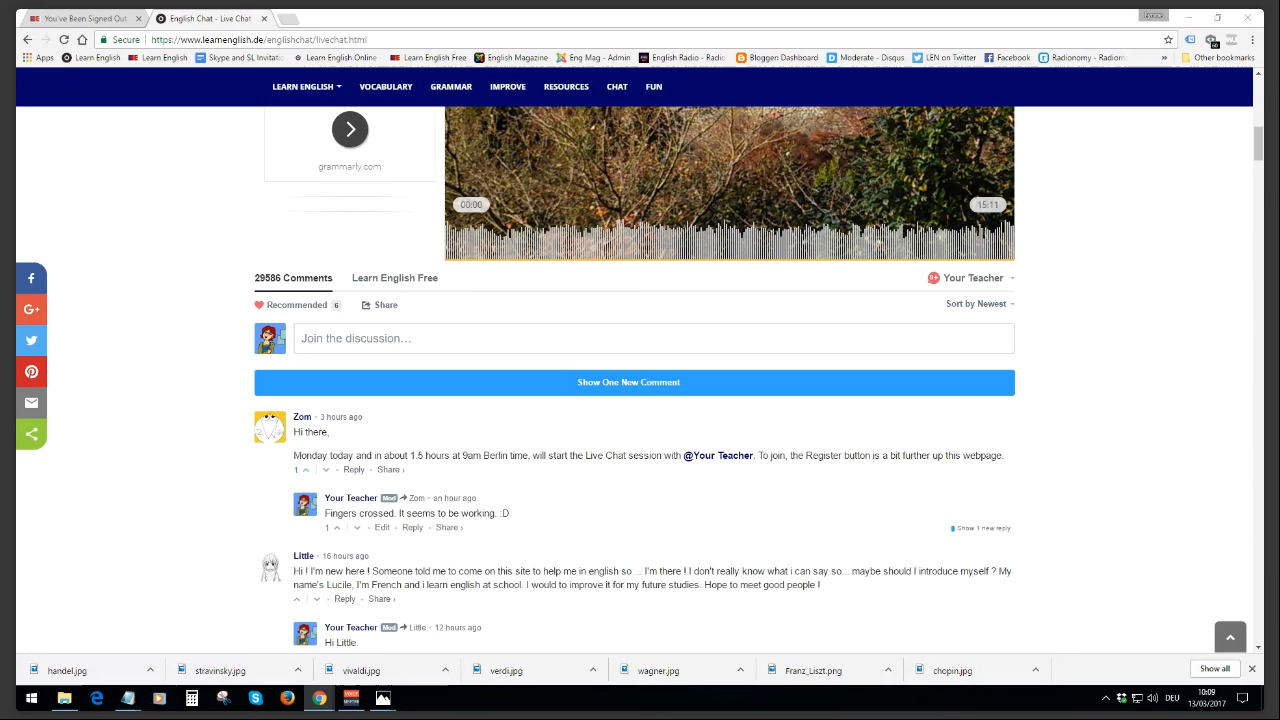 You've Been Signed Out
English Chat - Live Chat
Secure
https://www.learnenglish.de/englishchat/livechat.html
60
Apps
Learn English
Learn English
Skype and SL Invitatio
Learn English Online -
Learn English Free
English Magazine
Eng Mag - Admin
English Radio - Radio
Blogger: Dashboard
Moderate - Disqus
LEN on Twitter
Facebook
Radionomy - Radiom
Other bookmarks
LEARN ENGLISH
VOCABULARY
GRAMMAR
IMPROVE
RESOURCES
CHAT
FUN
grammarly.com
00:00
15:11
29586 Comments
Learn English Free
9+
Your Teacher
Recommended 6
Share
Sort by Newest
Join the discussion…
Show One New Comment
Zom • 3 hours ago
Hi there,
Monday today and in about 1.5 hours at 9am Berlin time, will start the Live Chat session with @Your Teacher. To join, the Register button is a bit further up this webpage.
1 • Reply • Share ›
Your Teacher Mod Zom • an hour ago
Fingers crossed. It seems to be working. :D
1 • Edit • Reply • Share ›
Show 1 new reply
Little • 16 hours ago
Hi ! I'm new here ! Someone told me to come on this site to help me in english so ... I'm there ! I don't really know what i can say so... maybe should I introduce myself ? My
name's Lucile, I'm French and i learn english at school. I would to improve it for my future studies. Hope to meet good people !
• Reply • Share ›
Your Teacher Mod Little • 12 hours ago
Hi Little.
handel.jpg
stravinsky.jpg
vivaldi.jpg
verdi.jpg
wagner.jpg
Franz_Liszt.png
chopin.jpg
Show all
DEU
10:09
13/03/2017